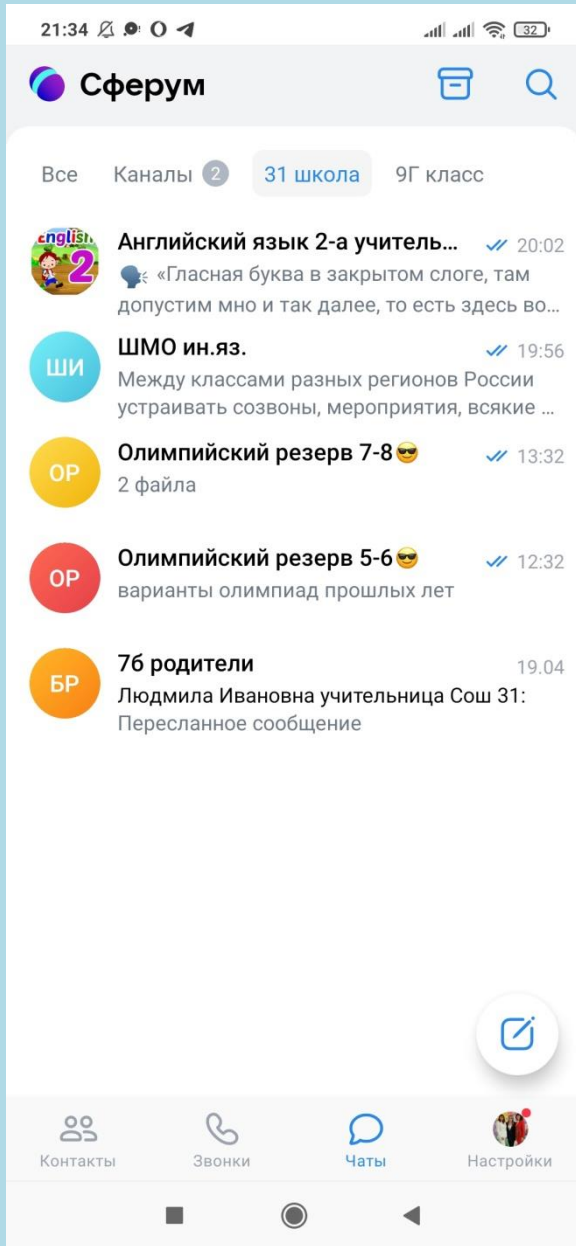 21:34
32
Сферум
Все Каналы 2 31 школа 9Г класс
English
2
Английский язык 2-а учитель... 20:02
«Гласная буква в закрытом слоге, там
допустим мно и так далее, то есть здесь во...
ШИ
ШМО ин.яз. 19:56
Между классами разных регионов России
устраивать созвоны, мероприятия, всякие ...
ОР
Олимпийский резерв 7-8😎 13:32
2 файла
ОР
Олимпийский резерв 5-6😎 12:32
варианты олимпиад прошлых лет
БР
7б родители 19.04
Людмила Ивановна учительница Сош 31:
Пересланное сообщение
Контакты Звонки Чаты Настройки